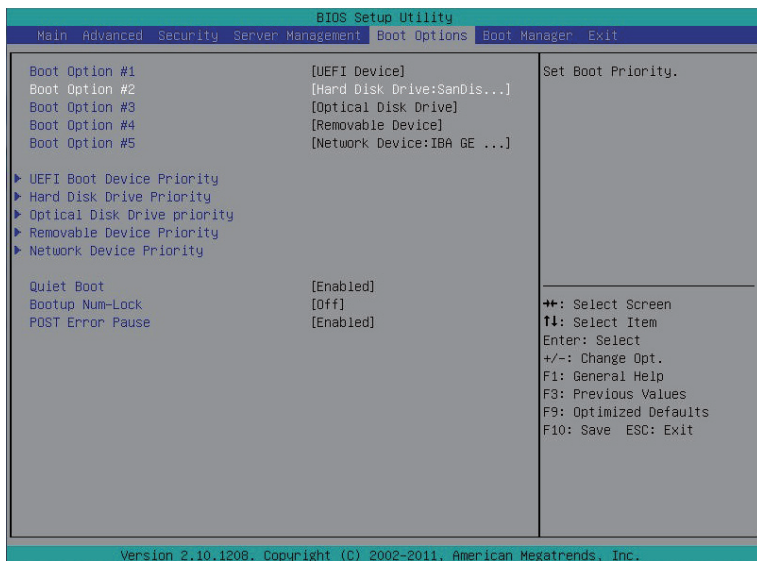 BIOS Setup Utility
Main Advanced Security Server Management Boot Options Boot Manager Exit
Boot Option #1 [UEFI Device]
Boot Option #2 [Hard Disk Drive:SanDis...]
Boot Option #3 [Optical Disk Drive]
Boot Option #4 [Removable Device]
Boot Option #5 [Network Device:IBA GE ...]
UEFI Boot Device Priority
Hard Disk Drive Priority
Optical Disk Drive priority
Removable Device Priority
Network Device Priority
Quiet Boot [Enabled]
Bootup Num-Lock [Off]
POST Error Pause [Enabled]
Set Boot Priority.
→←: Select Screen
↑↓: Select Item
Enter: Select
+/-: Change Opt.
F1: General Help
F3: Previous Values
F9: Optimized Defaults
F10: Save ESC: Exit
Version 2.10.1208. Copyright (C) 2002-2011, American Megatrends, Inc.